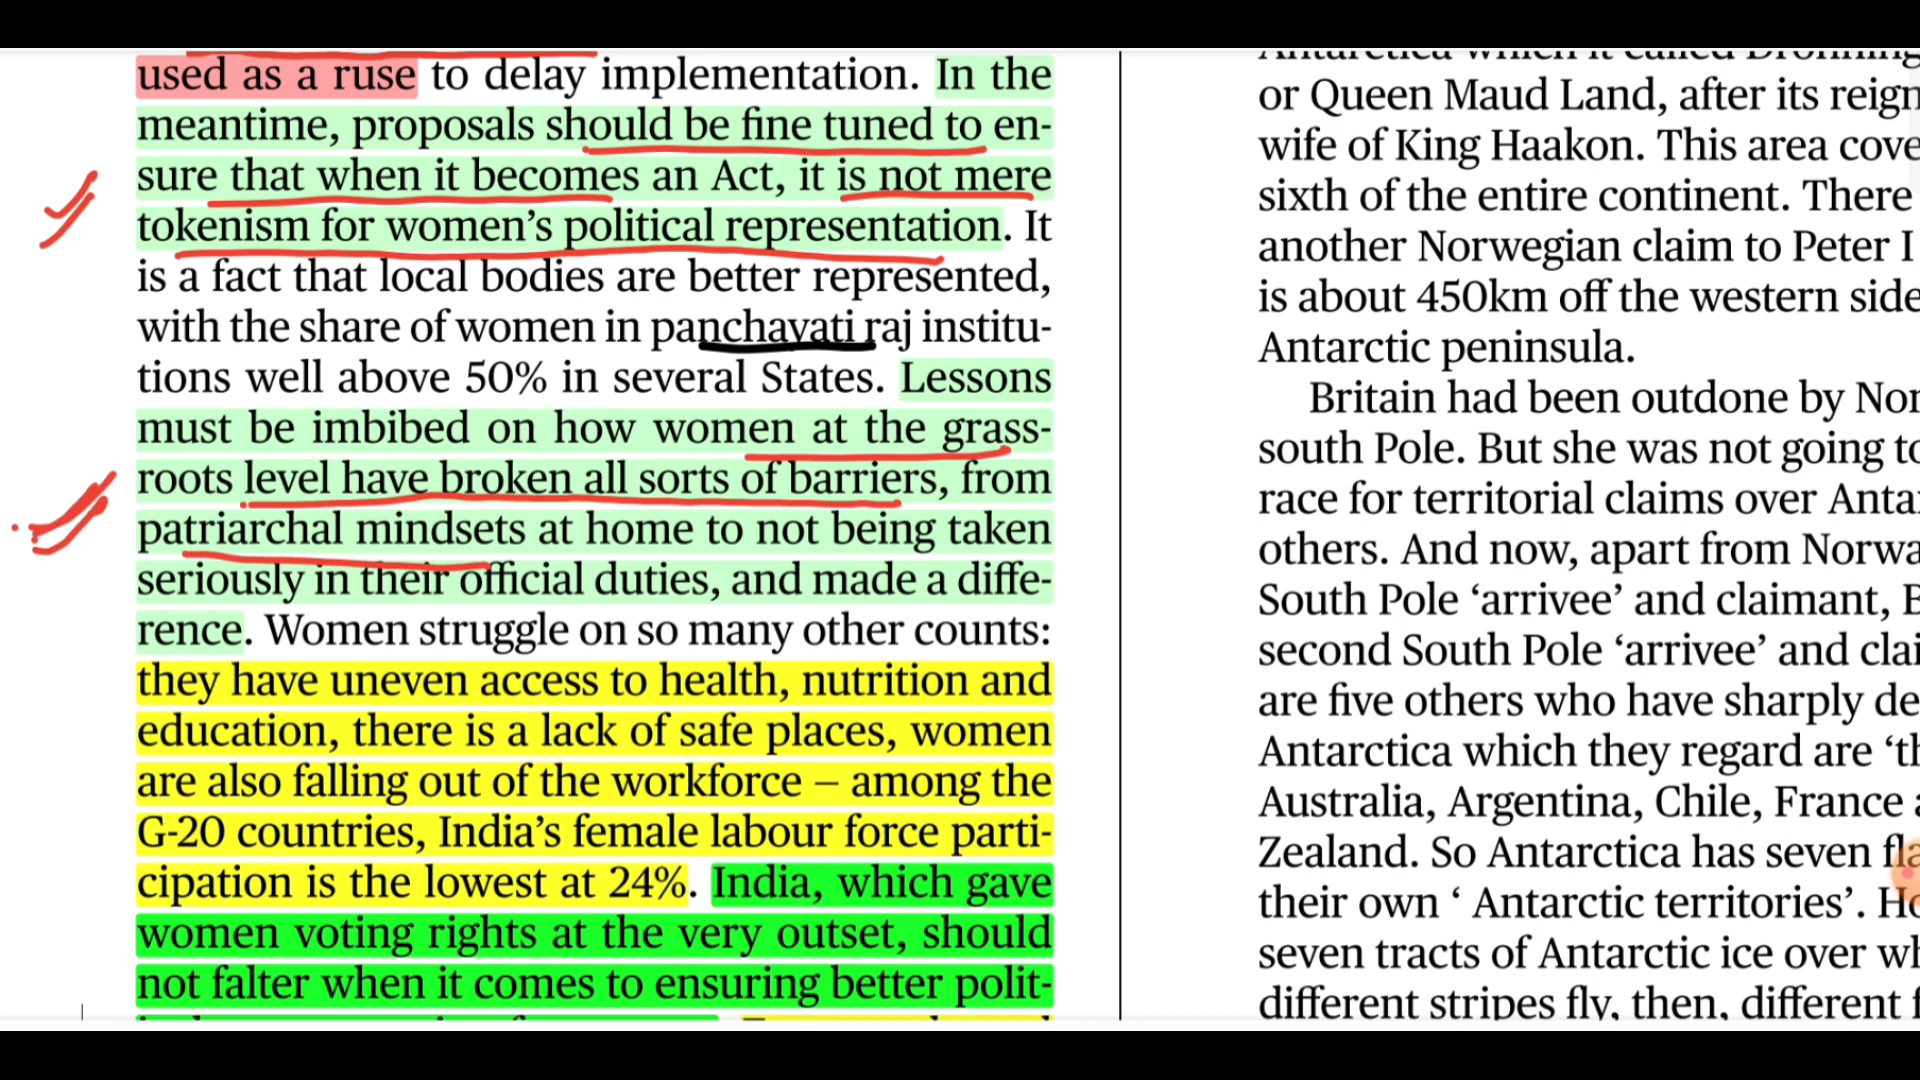 used as a ruse to delay implementation. In the
meantime, proposals should be fine tuned to en-
sure that when it becomes an Act, it is not mere
tokenism for women’s political representation. It
is a fact that local bodies are better represented,
with the share of women in panchayati raj institu-
tions well above 50% in several States. Lessons
must be imbibed on how women at the grass-
roots level have broken all sorts of barriers, from
patriarchal mindsets at home to not being taken
seriously in their official duties, and made a diffe-
rence. Women struggle on so many other counts:
they have uneven access to health, nutrition and
education, there is a lack of safe places, women
are also falling out of the workforce – among the
G-20 countries, India’s female labour force parti-
cipation is the lowest at 24%. India, which gave
women voting rights at the very outset, should
not falter when it comes to ensuring better polit-
Antarctica which it called Dronning
or Queen Maud Land, after its reign
wife of King Haakon. This area cove
sixth of the entire continent. There
another Norwegian claim to Peter I
is about 450km off the western side
Antarctic peninsula.
Britain had been outdone by Nor
south Pole. But she was not going to
race for territorial claims over Anta
others. And now, apart from Norwa
South Pole ‘arrivee’ and claimant, B
second South Pole ‘arrivee’ and clai
are five others who have sharply de
Antarctica which they regard are ‘th
Australia, Argentina, Chile, France a
Zealand. So Antarctica has seven fla
their own ‘ Antarctic territories’. Ho
seven tracts of Antarctic ice over wh
different stripes fly, then, different f